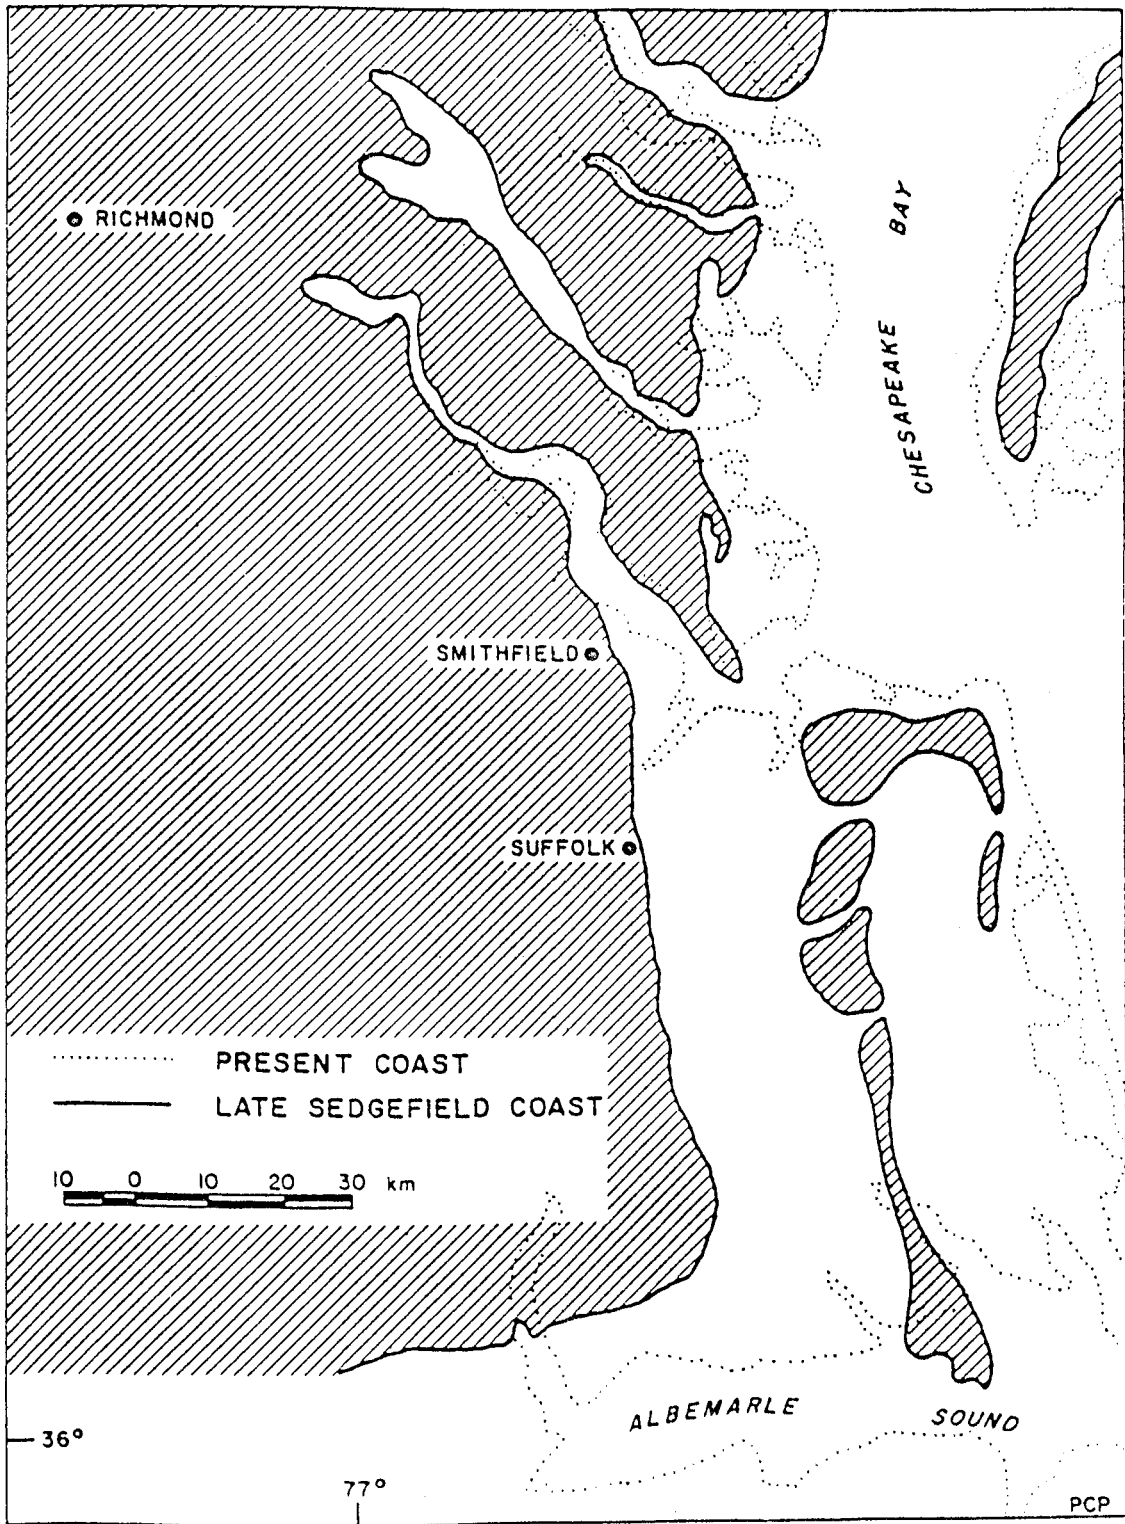 RICHMOND
CHESAPEAKE BAY
SMITHFIELD
SUFFOLK
PRESENT COAST
LATE SEDGEFIELD COAST
10 0 10 20 30 km
ALBEMARLE SOUND
36°
77°
PCP